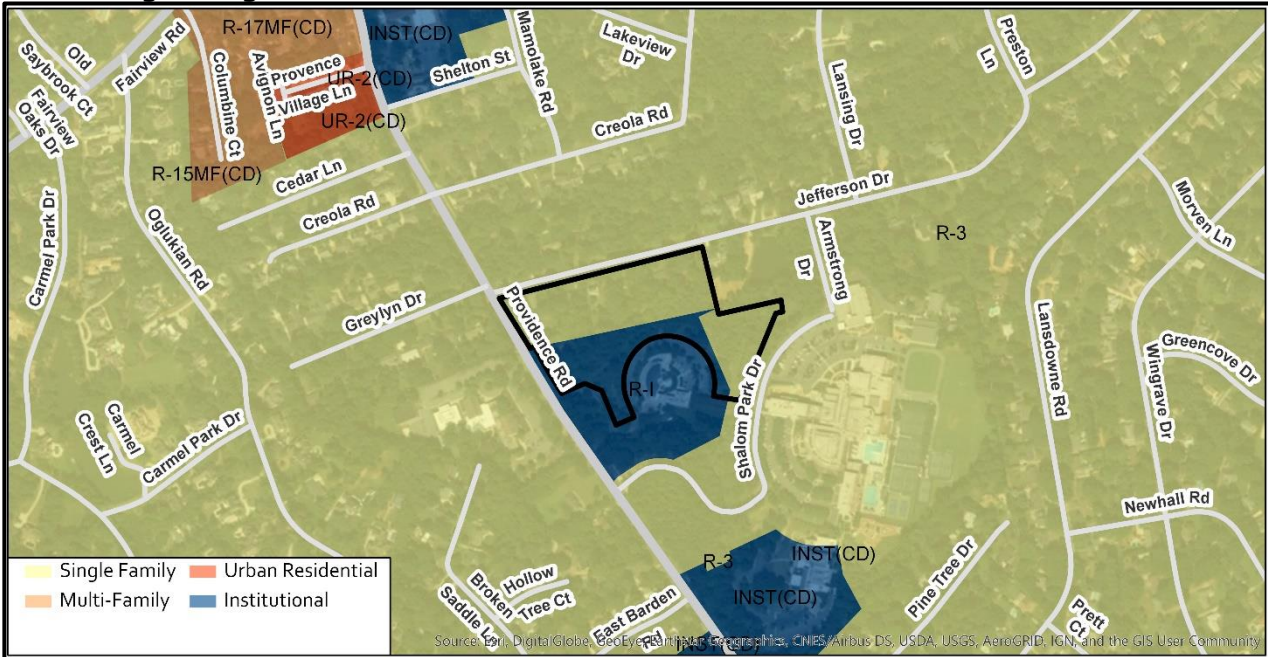 R-17MF(CD)
INST(CD)
Old
Saybrook Ct
Fairview Rd
Fairview
Oaks Dr
Columbine Ct
Avignon Ln
Provence
Village Ln
UR-2(CD)
UR-2(CD)
Shelton St
Mamolake Rd
Lakeview
Dr
Lansing Dr
Preston
Ln
Creola Rd
R-15MF(CD)
Cedar Ln
Creola Rd
Carmel Park Dr
Oglukian Rd
Jefferson Dr
Armstrong
Dr
R-3
Morven Ln
Greylyn Dr
Providence Rd
R-I
Shalom Park Dr
Lansdowne Rd
Wingrave Dr
Greencove Dr
Carmel
Crest Ln
Carmel Park Dr
Newhall Rd
Single Family
Urban Residential
Multi-Family
Institutional
Saddle
Broken
Hollow
Tree Ct
East Barden
R-3
INST(CD)
INST(CD)
Pine Tree Dr
Prett
Ct
Source: Esri, DigitalGlobe, GeoEye, Earthstar Geographics, CNES/Airbus DS, USDA, USGS, AeroGRID, IGN, and the GIS User Community